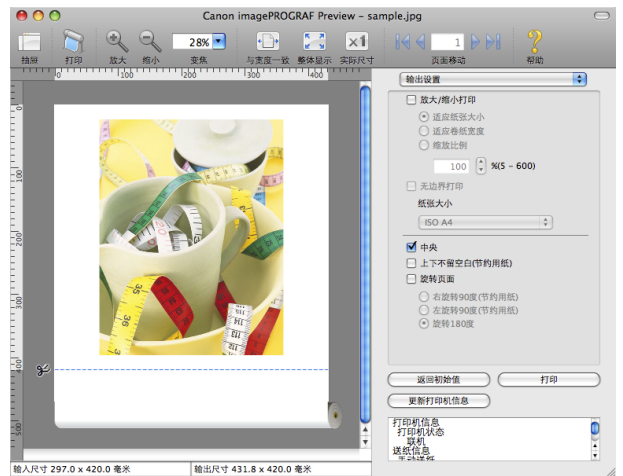 Canon imagePROGRAF Preview – sample.jpg
28%
1
抽屉 打印 放大 缩小 变焦 与宽度一致 整体显示 实际尺寸 页面移动 帮助
0 100 200 300 400
0
100
200
300
400
500
输出设置
放大/缩小打印
适应纸张大小
适应卷纸宽度
缩放比例
100 %(5 – 600)
无边界打印
纸张大小
ISO A4
中央
上下不留空白(节约用纸)
旋转页面
右旋转90度(节约用纸)
左旋转90度(节约用纸)
旋转180度
返回初始值 打印
更新打印机信息
打印机信息
打印机状态
联机
送纸信息
手动送纸
输入尺寸 297.0 x 420.0 毫米 输出尺寸 431.8 x 420.0 毫米